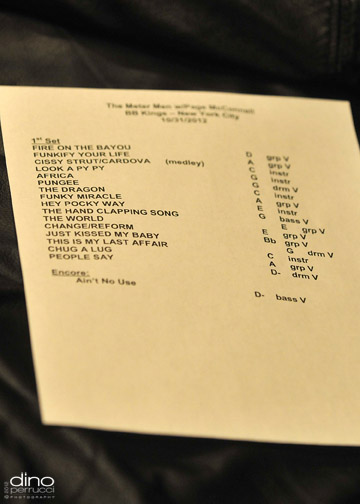 The Meter Men w/Page McConnell
BB Kings – New York City
10/31/2012
1st Set
FIRE ON THE BAYOU D grp V
FUNKIFY YOUR LIFE A grp V
CISSY STRUT/CARDOVA (medley) C instr
LOOK A PY PY G instr
AFRICA G drm V
PUNGEE C instr
THE DRAGON A grp V
FUNKY MIRACLE E instr
HEY POCKY WAY G bass V
THE HAND CLAPPING SONG E grp V
THE WORLD E grp V
CHANGE/REFORM Bb grp V
JUST KISSED MY BABY G drm V
THIS IS MY LAST AFFAIR C instr
CHUG A LUG A grp V
PEOPLE SAY D- drm V
Encore:
Ain't No Use D- bass V
dino
perrucci
PHOTOGRAPHY